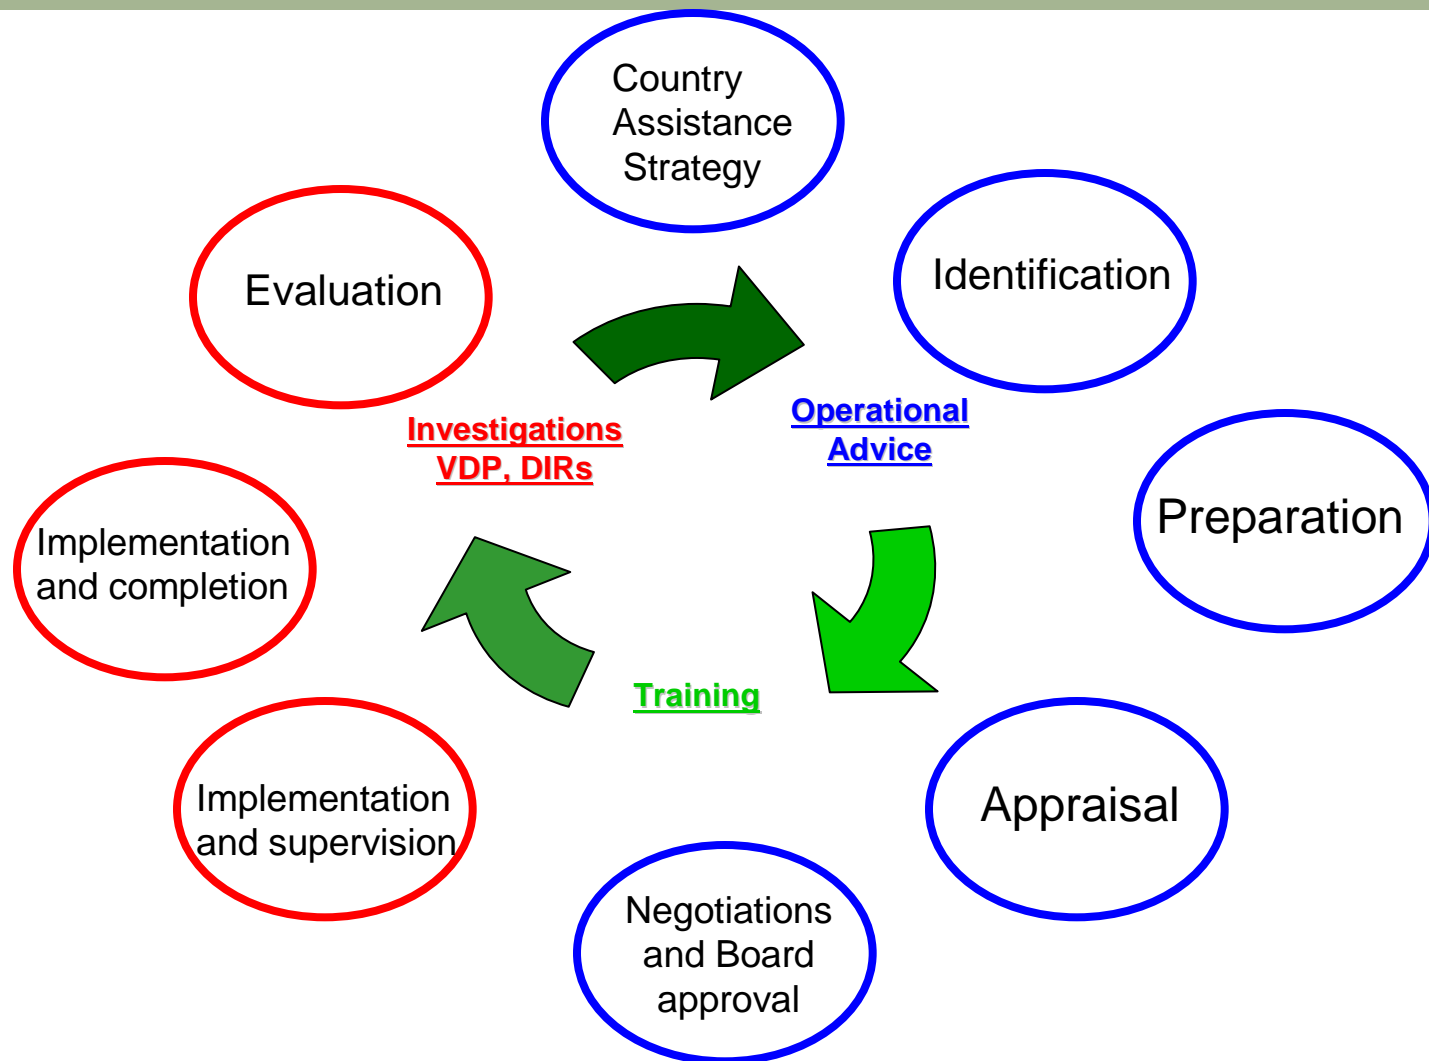 Country
Assistance
Strategy
Identification
Evaluation
Operational
Advice
Investigations
VDP, DIRs
Preparation
Implementation
and completion
Training
Appraisal
Implementation
and supervision
Negotiations
and Board
approval